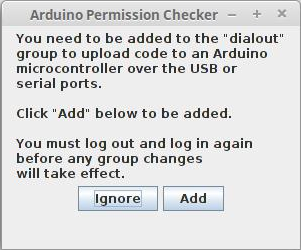 Arduino Permission Checker
You need to be added to the "dialout"
group to upload code to an Arduino
microcontroller over the USB or
serial ports.
Click "Add" below to be added.
You must log out and log in again
before any group changes
will take effect.
Ignore Add